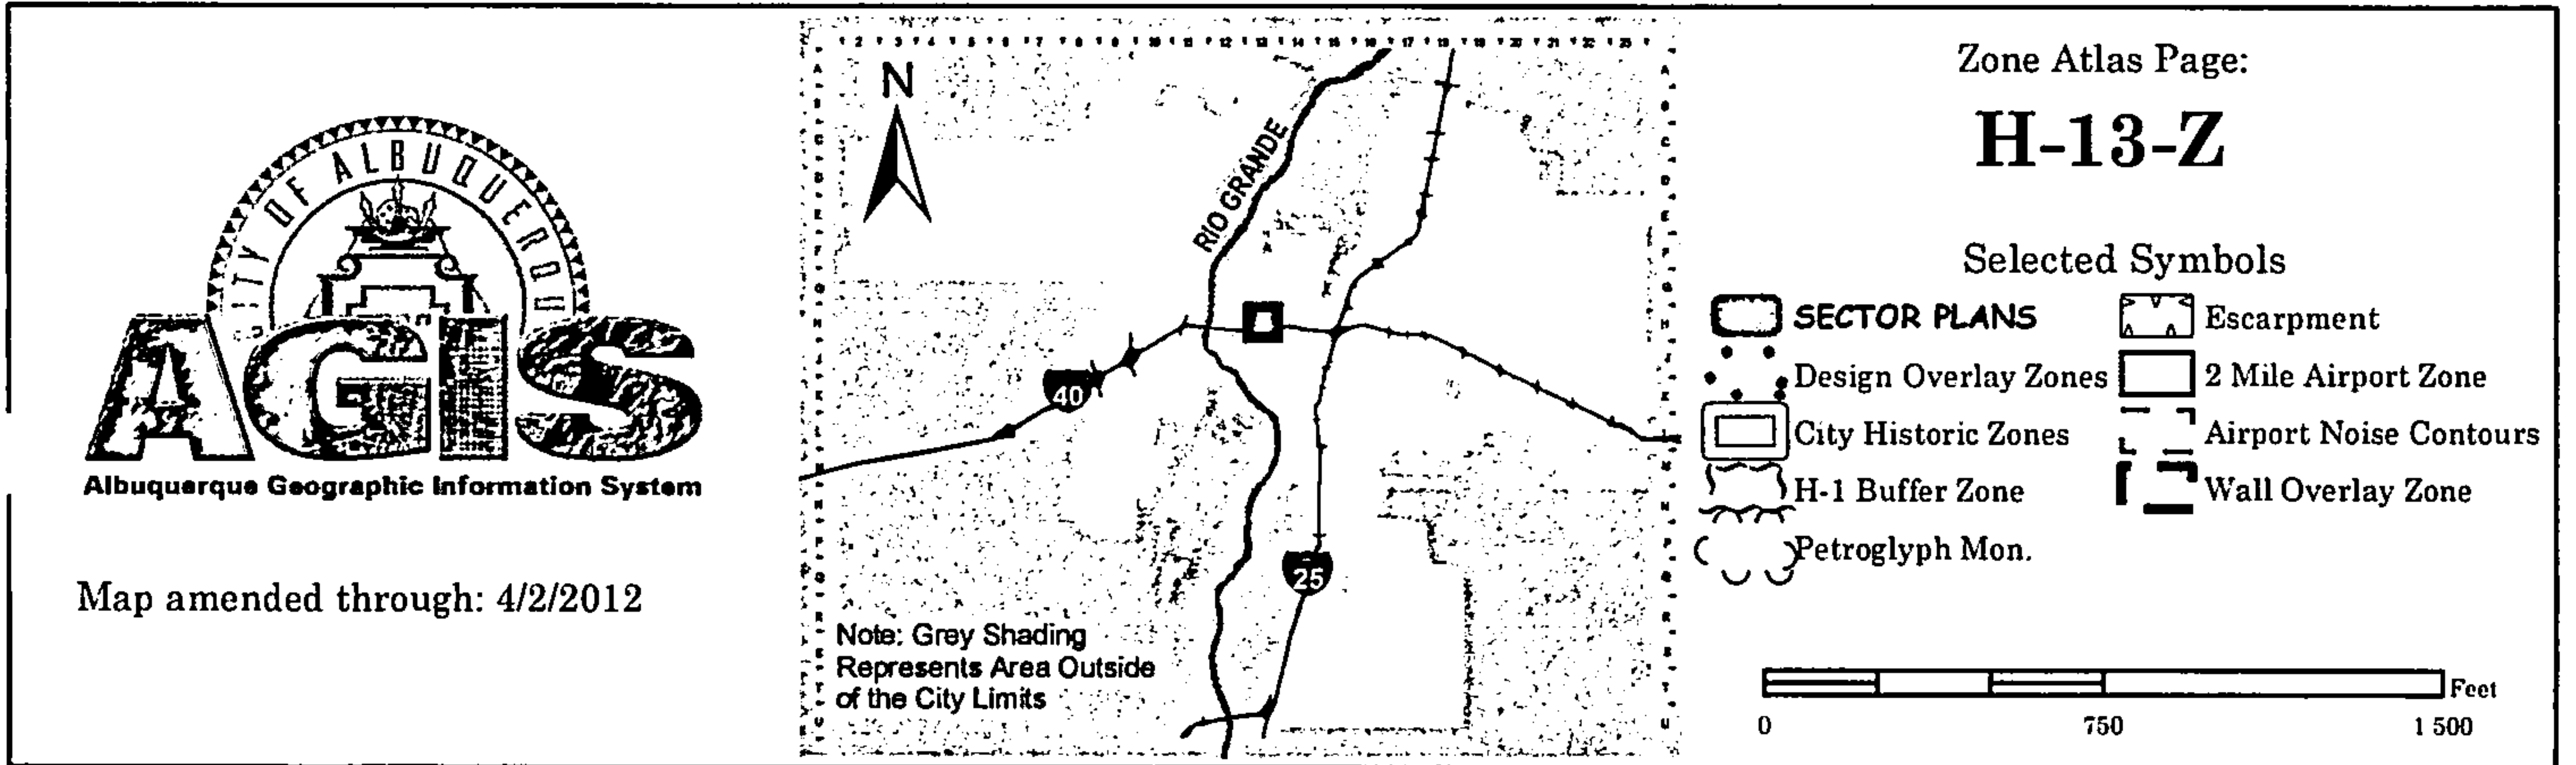 CITY OF ALBUQUERQU
AGIS
Albuquerque Geographic Information System
Map amended through: 4/2/2012
N
RIO GRANDE
40
25
Note: Grey Shading
Represents Area Outside
of the City Limits
Zone Atlas Page:
H-13-Z
Selected Symbols
SECTOR PLANS
Design Overlay Zones
City Historic Zones
H-1 Buffer Zone
Petroglyph Mon.
Escarpment
2 Mile Airport Zone
Airport Noise Contours
Wall Overlay Zone
Feet
0 750 1 500